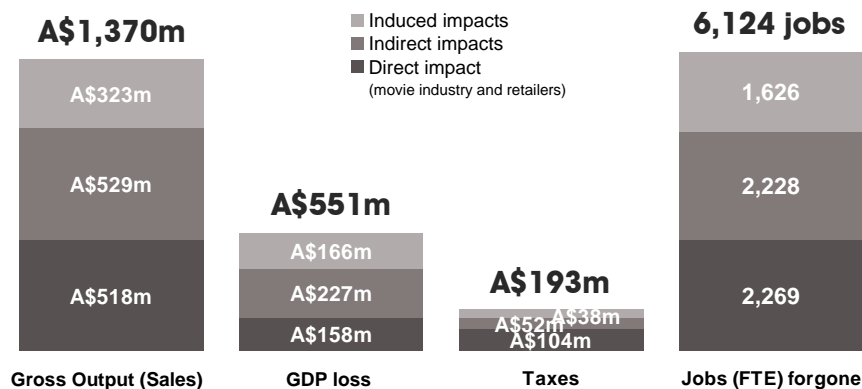 A$1,370m
Induced impacts
Indirect impacts
Direct impact
(movie industry and retailers)
6,124 jobs
A$323m
A$529m
A$518m
A$551m
A$166m
A$227m
A$158m
A$193m
A$38m
A$52m
A$104m
1,626
2,228
2,269
Gross Output (Sales) GDP loss Taxes Jobs (FTE) forgone